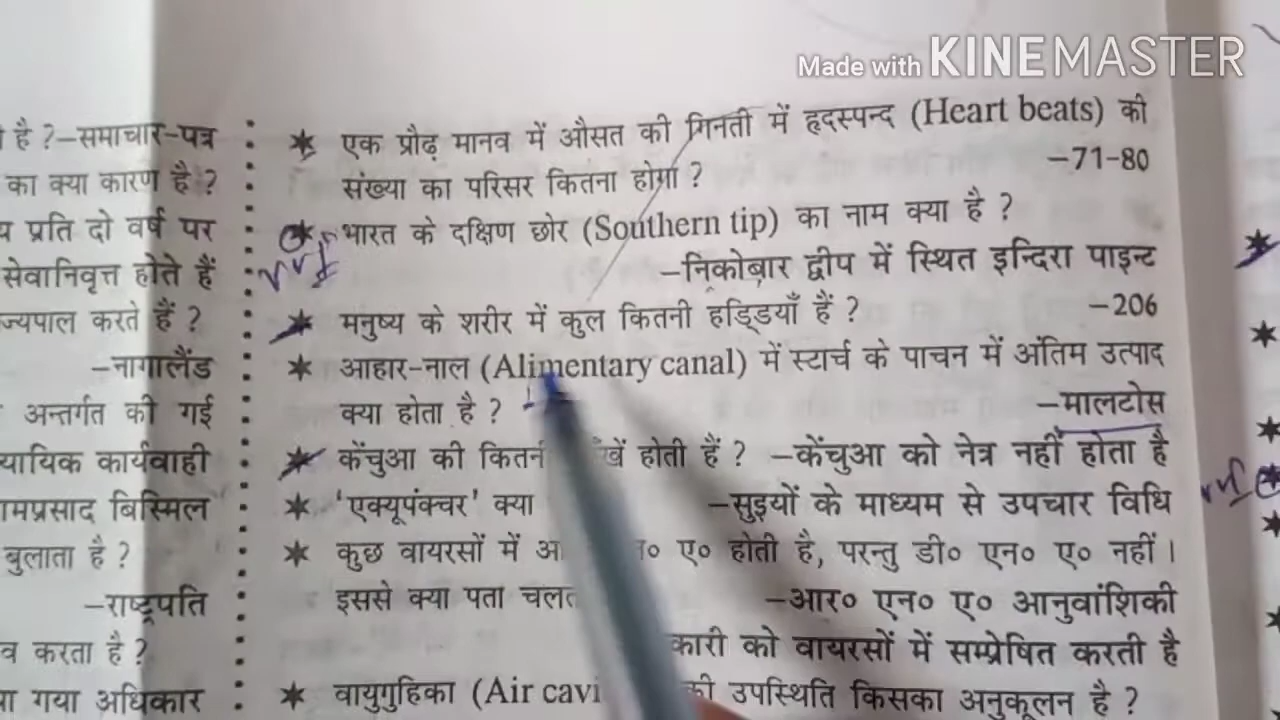 Made with KINEMASTER
है ?–समाचार-पत्र
का क्या कारण है ?
प्रति दो वर्ष पर
सेवानिवृत्त होते हैं
ज्यपाल करते हैं ?
–नागालैंड
अन्तर्गत की गई
यायिक कार्यवाही
ामप्रसाद बिस्मिल
बुलाता है ?
–राष्ट्रपति
व करता है ?
गया अधिकार
★ एक प्रौढ़ मानव में औसत की गिनती में हृदस्पन्द (Heart beats) की
संख्या का परिसर कितना होगा ? –71-80
★ भारत के दक्षिण छोर (Southern tip) का नाम क्या है ?
–निकोबार द्वीप में स्थित इन्दिरा पाइन्ट
★ मनुष्य के शरीर में कुल कितनी हड्डियाँ हैं ? –206
★ आहार-नाल (Alimentary canal) में स्टार्च के पाचन में अंतिम उत्पाद
क्या होता है ? –मालटोस
★ केंचुआ की कितनी होती हैं ? –केंचुआ को नेत्र नहीं होता है
★ 'एक्यूपंक्चर' क्या –सुइयों के माध्यम से उपचार विधि
★ कुछ वायरसों में ए० होती है, परन्तु डी० एन० ए० नहीं ।
इससे क्या पता –आर० एन० ए० आनुवांशिकी
कारी को वायरसों में सम्प्रेषित करती है
★ वायुगुहिका (Air cavi की उपस्थिति किसका अनुकूलन है ?